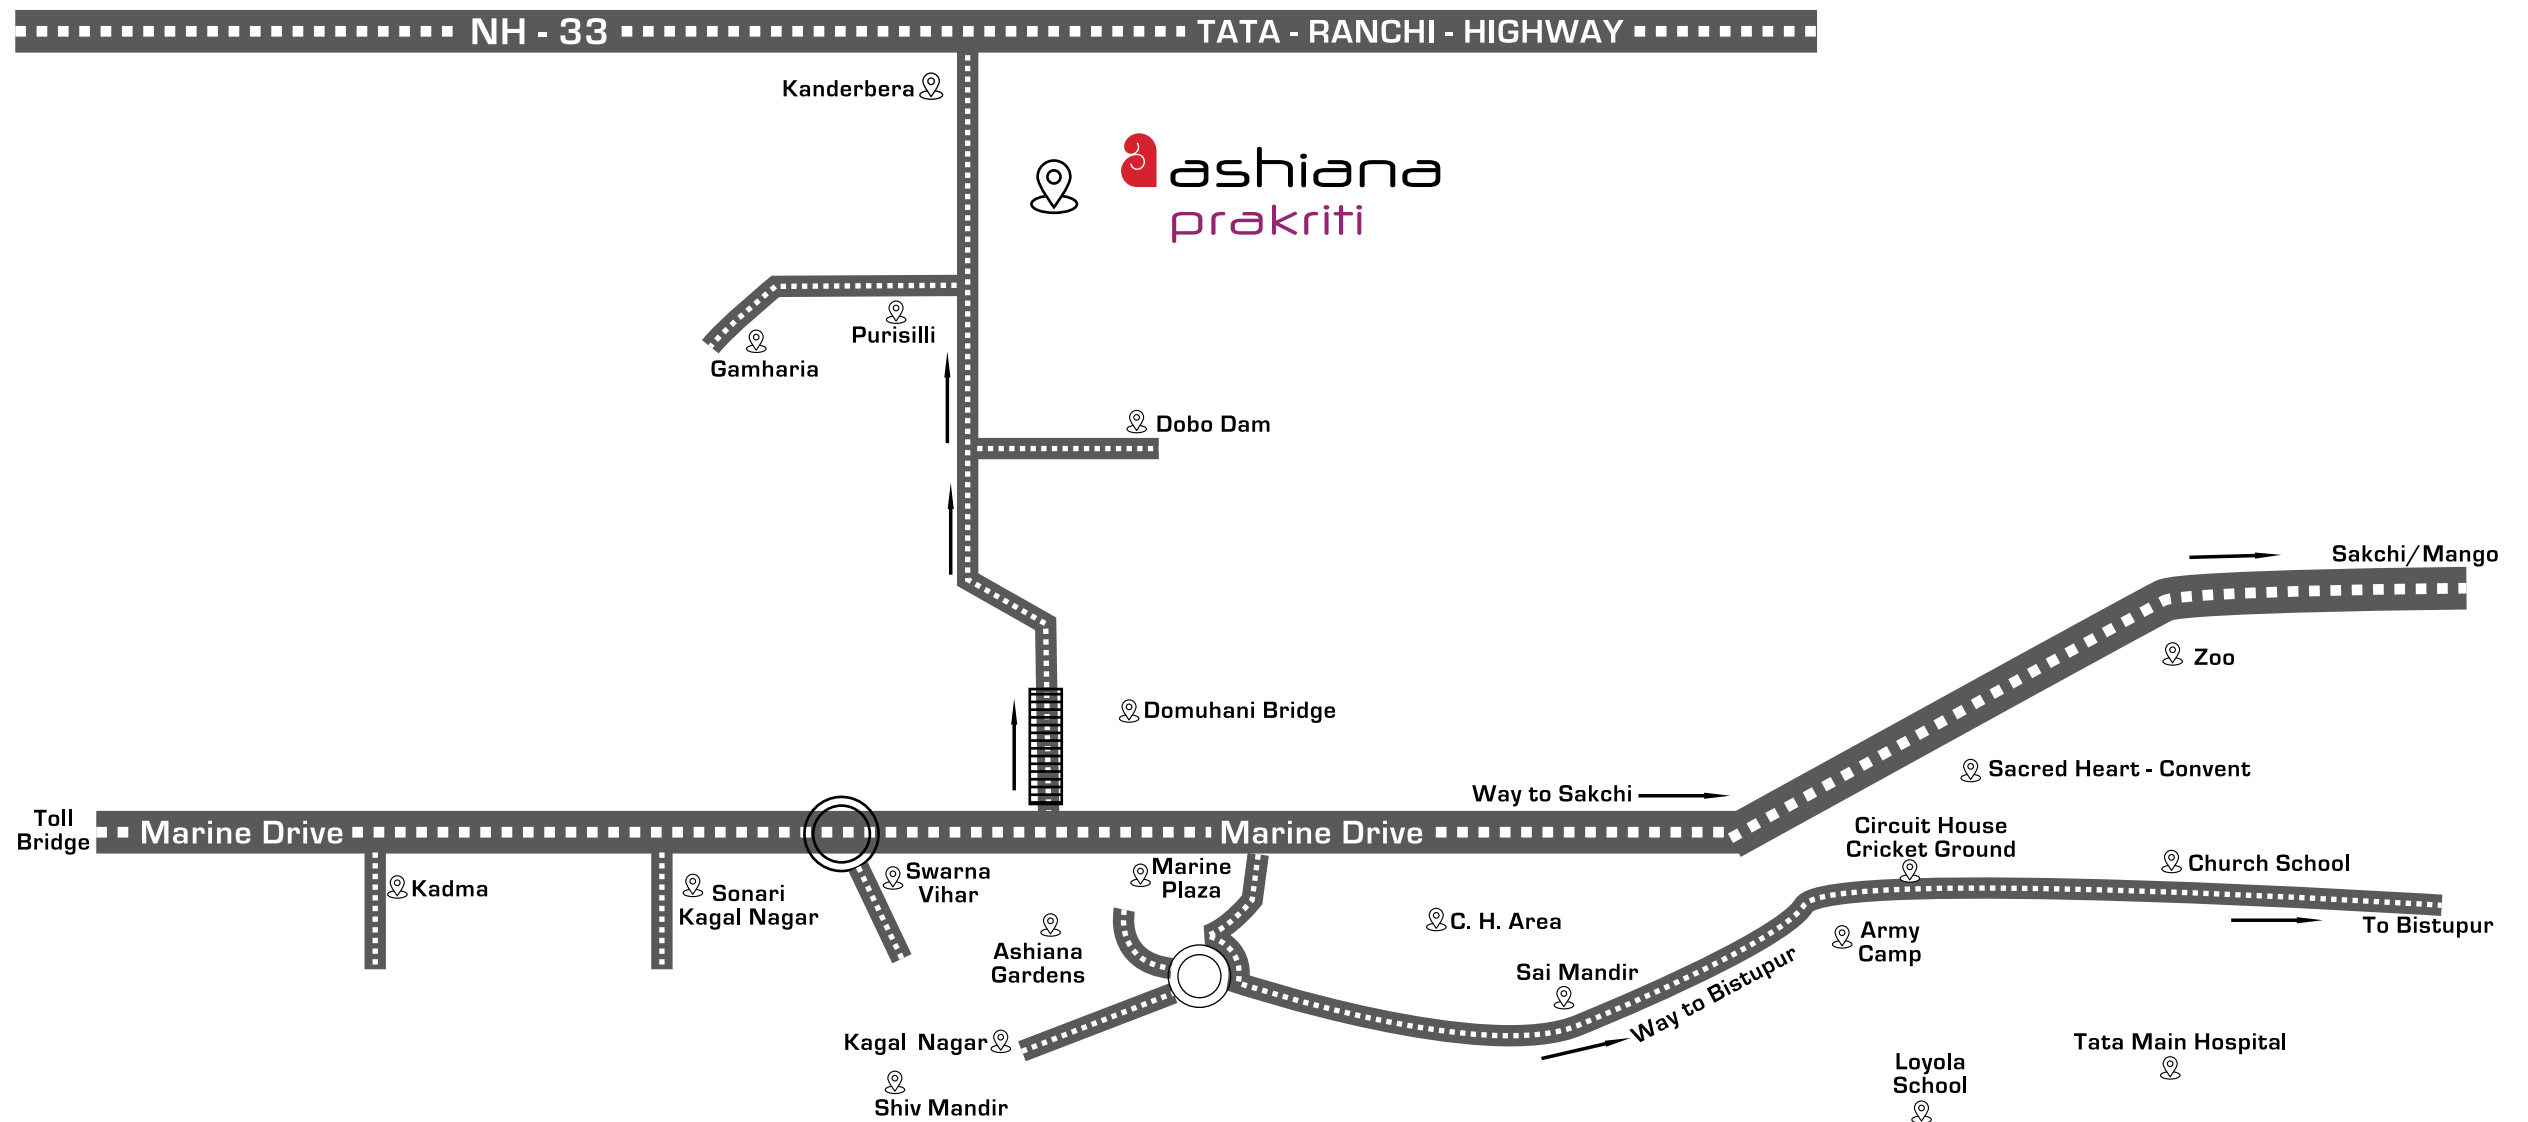 NH - 33
TATA - RANCHI - HIGHWAY
Kanderbera
ashiana
prakriti
Purisilli
Gamharia
Dobo Dam
Sakchi/Mango
Zoo
Domuhani Bridge
Sacred Heart - Convent
Way to Sakchi
Toll
Bridge
Marine Drive
Marine Drive
Circuit House
Cricket Ground
Church School
Kadma
Sonari
Kagal Nagar
Swarna
Vihar
Marine
Plaza
Ashiana
Gardens
C. H. Area
Army
Camp
To Bistupur
Sai Mandir
Way to Bistupur
Kagal Nagar
Shiv Mandir
Loyola
School
Tata Main Hospital